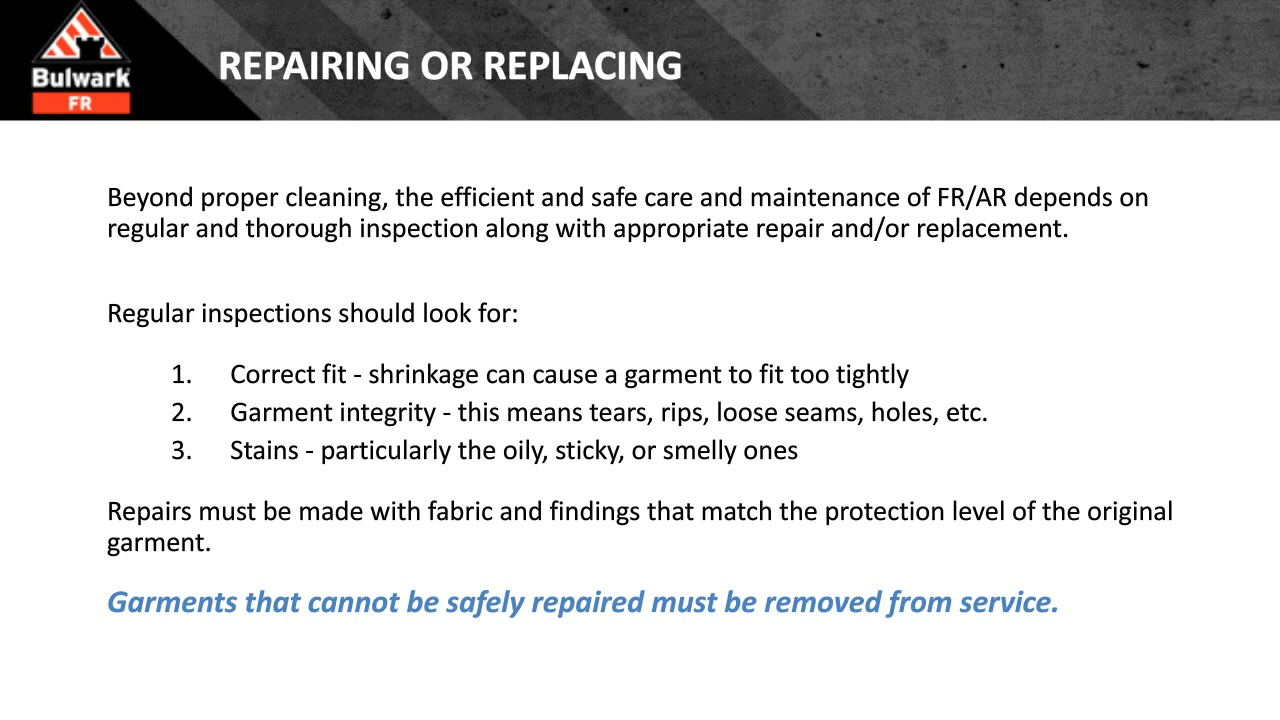 Bulwark
FR
REPAIRING OR REPLACING
Beyond proper cleaning, the efficient and safe care and maintenance of FR/AR depends on
regular and thorough inspection along with appropriate repair and/or replacement.
Regular inspections should look for:
1. Correct fit - shrinkage can cause a garment to fit too tightly
2. Garment integrity - this means tears, rips, loose seams, holes, etc.
3. Stains - particularly the oily, sticky, or smelly ones
Repairs must be made with fabric and findings that match the protection level of the original
garment.
Garments that cannot be safely repaired must be removed from service.